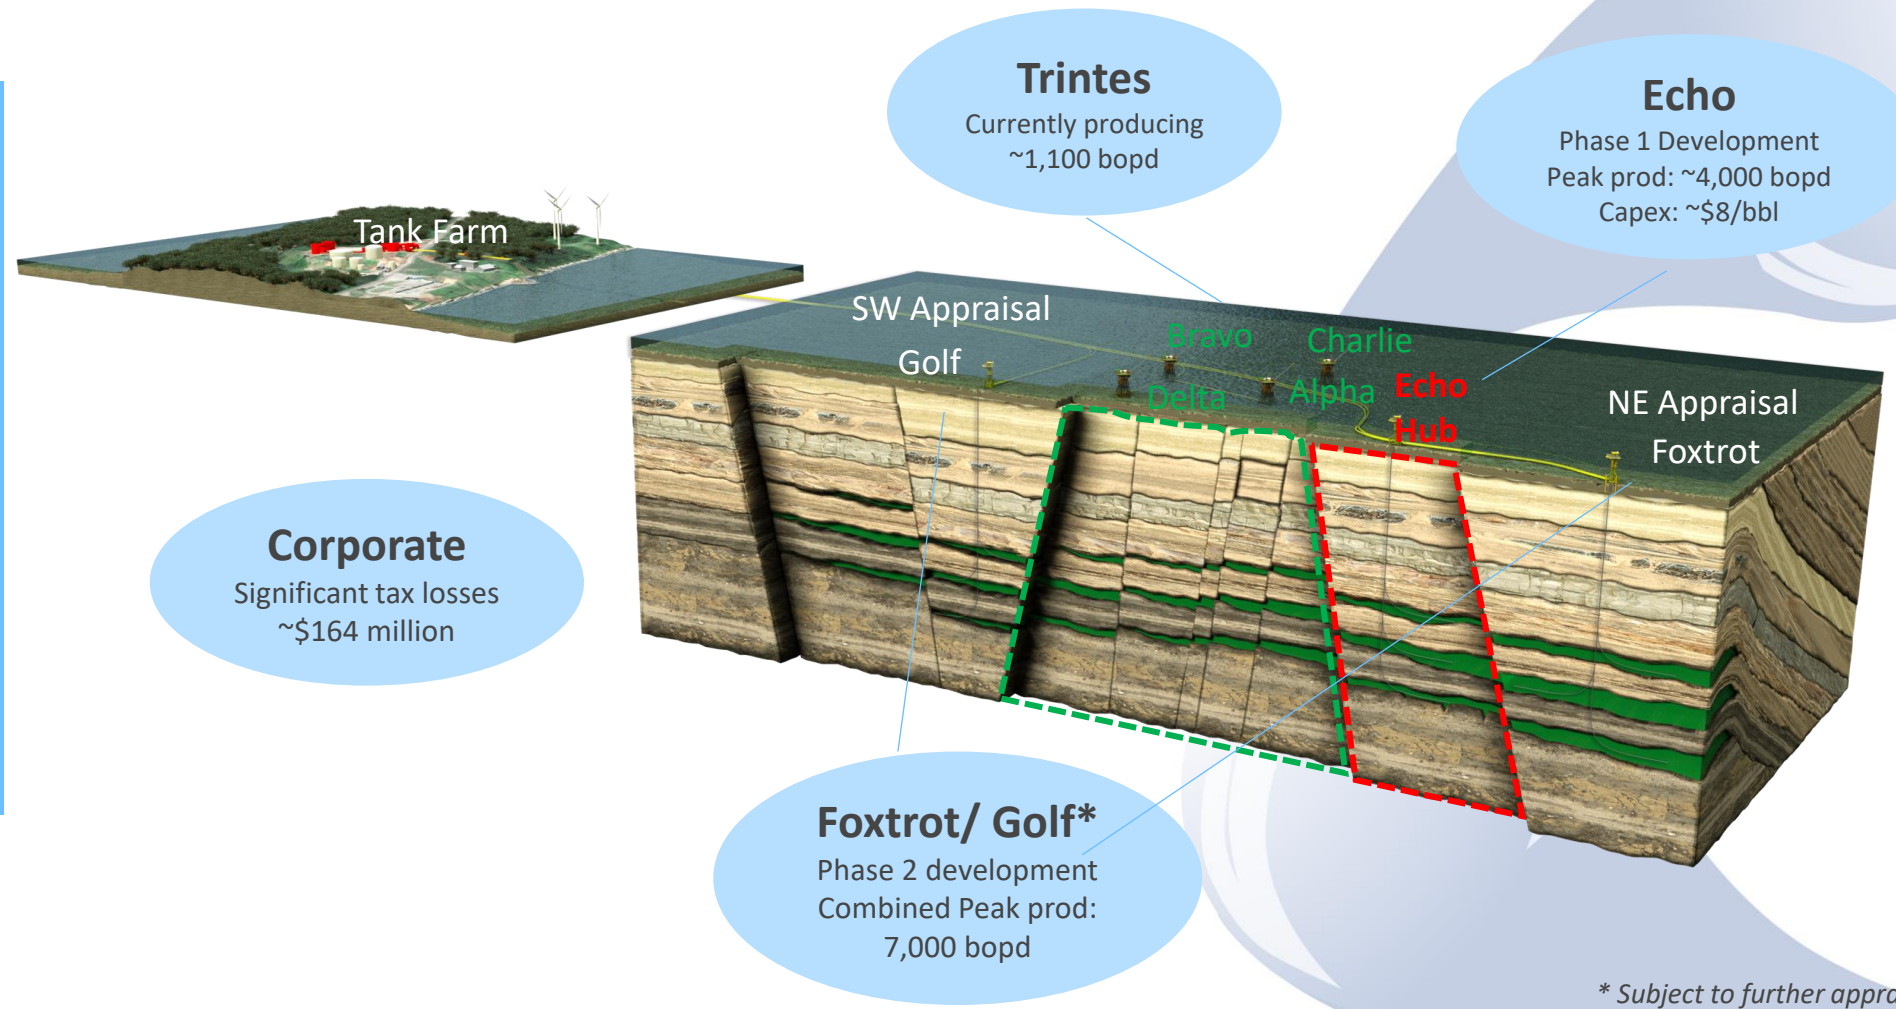 Trintes
Currently producing
~1,100 bopd
Echo
Phase 1 Development
Peak prod: ~4,000 bopd
Capex: ~$8/bbl
Tank Farm
SW Appraisal
Golf
Bravo
Charlie
Delta
Alpha
Echo
Hub
NE Appraisal
Foxtrot
Corporate
Significant tax losses
~$164 million
Foxtrot/ Golf*
Phase 2 development
Combined Peak prod:
7,000 bopd
* Subject to further